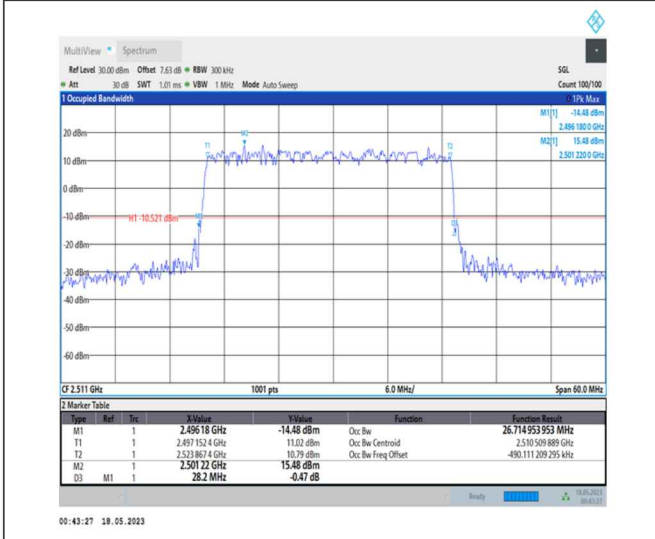 MultiView Spectrum
Ref Level 30.00 dBm Offset 7.63 dB RBW 300 kHz SGL
Att 30 dB SWT 1.01 ms VBW 1 MHz Mode Auto Sweep Count 100/100
1 Occupied Bandwidth 1Pk Max
M1[1] -14.48 dBm
2.496 180 0 GHz
M2[1] 15.48 dBm
2.501 220 0 GHz
20 dBm
M2
T1 T2
10 dBm
0 dBm
-10 dBm
H1 -10.521 dBm
M1
D3
-20 dBm
-30 dBm
-40 dBm
-50 dBm
-60 dBm
CF 2.511 GHz 1001 pts 6.0 MHz/ Span 60.0 MHz
2 Marker Table
Type Ref Trc X-Value Y-Value Function Function Result
M1 1 2.496 18 GHz -14.48 dBm Occ Bw 26.714 953 953 MHz
T1 1 2.497 152 4 GHz 11.02 dBm Occ Bw Centroid 2.510 509 889 GHz
T2 1 2.523 867 4 GHz 10.79 dBm Occ Bw Freq Offset -490.111 209 295 kHz
M2 1 2.501 22 GHz 15.48 dBm
D3 M1 1 28.2 MHz -0.47 dB
Ready 18.05.2023
00:43:27
00:43:27 18.05.2023